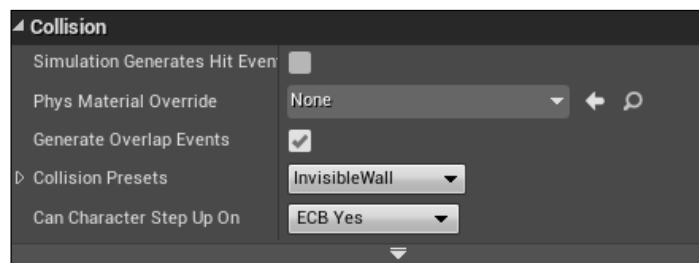 Collision
Simulation Generates Hit Even
Phys Material Override None
Generate Overlap Events
Collision Presets InvisibleWall
Can Character Step Up On ECB Yes